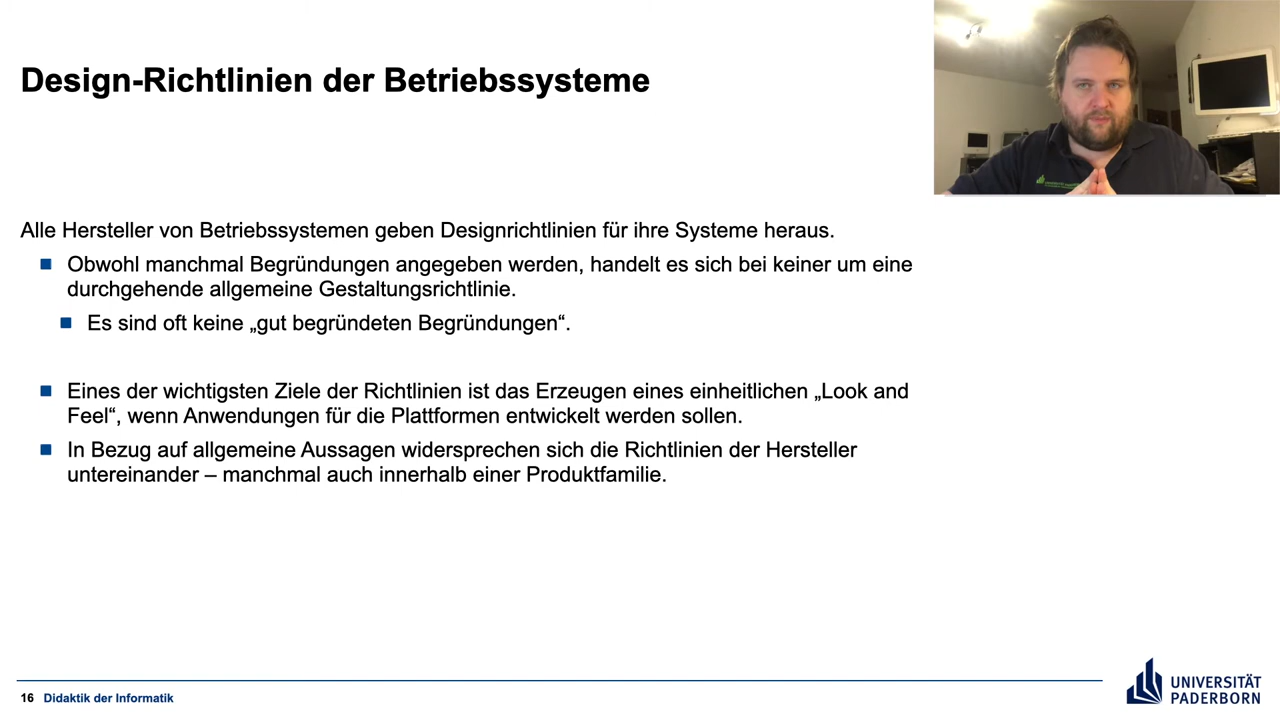 Design-Richtlinien der Betriebssysteme
Alle Hersteller von Betriebssystemen geben Designrichtlinien für ihre Systeme heraus.
Obwohl manchmal Begründungen angegeben werden, handelt es sich bei keiner um eine
durchgehende allgemeine Gestaltungsrichtlinie.
Es sind oft keine „gut begründeten Begründungen“.
Eines der wichtigsten Ziele der Richtlinien ist das Erzeugen eines einheitlichen „Look and
Feel“, wenn Anwendungen für die Plattformen entwickelt werden sollen.
In Bezug auf allgemeine Aussagen widersprechen sich die Richtlinien der Hersteller
untereinander – manchmal auch innerhalb einer Produktfamilie.
16 Didaktik der Informatik
UNIVERSITÄT
PADERBORN